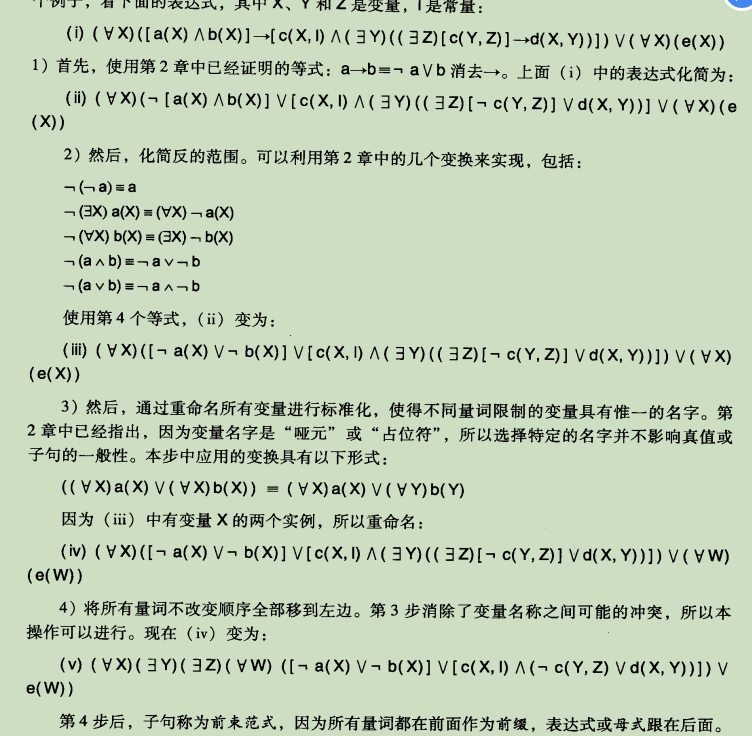 个例子，看下面的表达式，其中 X、Y 和 Z 是变量，I 是常量：
(i) (∀X)([a(X)∧b(X)]→[c(X,I)∧(∃Y)((∃Z)[c(Y,Z)]→d(X,Y))])∨(∀X)(e(X))
1）首先，使用第2章中已经证明的等式：a→b≡¬a∨b 消去→。上面（i）中的表达式化简为：
(ii) (∀X)(¬[a(X)∧b(X)]∨[c(X,I)∧(∃Y)((∃Z)[¬c(Y,Z)]∨d(X,Y))]∨(∀X)(e
(X))
2）然后，化简反的范围。可以利用第2章中的几个变换来实现，包括：
¬(¬a)≡a
¬(∃X) a(X)≡(∀X)¬a(X)
¬(∀X) b(X)≡(∃X)¬b(X)
¬(a∧b)≡¬a∨¬b
¬(a∨b)≡¬a∧¬b
使用第4个等式，（ii）变为：
(iii) (∀X)([¬a(X)∨¬b(X)]∨[c(X,I)∧(∃Y)((∃Z)[¬c(Y,Z)]∨d(X,Y))])∨(∀X)
(e(X))
3）然后，通过重命名所有变量进行标准化，使得不同量词限制的变量具有惟一的名字。第
2章中已经指出，因为变量名字是“哑元”或“占位符”，所以选择特定的名字并不影响真值或
子句的一般性。本步中应用的变换具有以下形式：
((∀X)a(X)∨(∀X)b(X))≡(∀X)a(X)∨(∀Y)b(Y)
因为（iii）中有变量X的两个实例，所以重命名：
(iv) (∀X)([¬a(X)∨¬b(X)]∨[c(X,I)∧(∃Y)((∃Z)[¬c(Y,Z)]∨d(X,Y))])∨(∀W)
(e(W))
4）将所有量词不改变顺序全部移到左边。第3步消除了变量名称之间可能的冲突，所以本
操作可以进行。现在（iv）变为：
(v) (∀X)(∃Y)(∃Z)(∀W) ([¬a(X)∨¬b(X)]∨[c(X,I)∧(¬c(Y,Z)∨d(X,Y))])∨
e(W))
第4步后，子句称为前束范式，因为所有量词都在前面作为前缀，表达式或母式跟在后面。